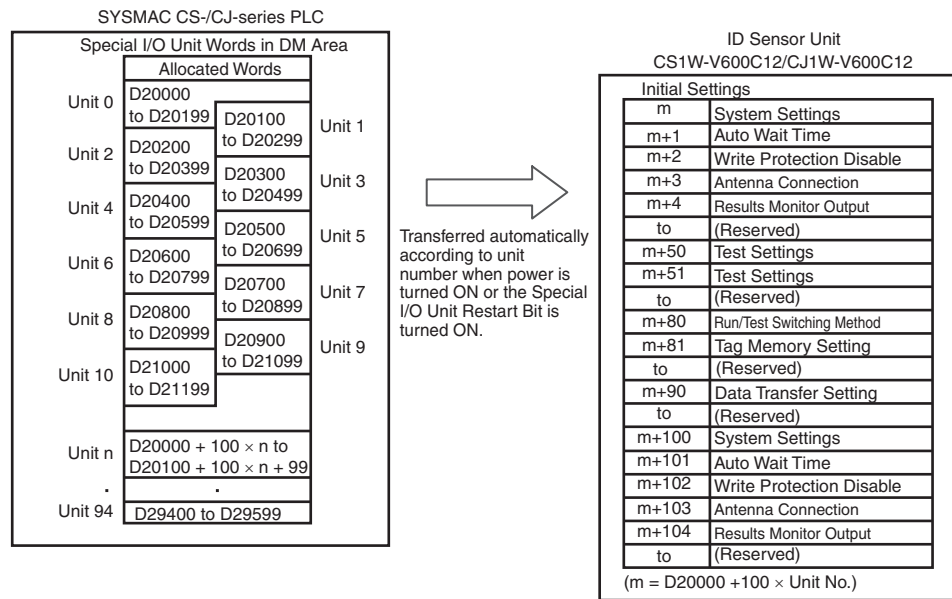 SYSMAC CS-/CJ-series PLC
Special I/O Unit Words in DM Area
Allocated Words
Unit 0
D20000
to D20199
D20100
to D20299
Unit 1
Unit 2
D20200
to D20399
D20300
to D20499
Unit 3
Unit 4
D20400
to D20599
D20500
to D20699
Unit 5
Unit 6
D20600
to D20799
D20700
to D20899
Unit 7
Unit 8
D20800
to D20999
D20900
to D21099
Unit 9
Unit 10
D21000
to D21199
Unit n
D20000 + 100 × n to
D20100 + 100 × n + 99
. .
Unit 94
D29400 to D29599
Transferred automatically
according to unit
number when power is
turned ON or the Special
I/O Unit Restart Bit is
turned ON.
ID Sensor Unit
CS1W-V600C12/CJ1W-V600C12
Initial Settings
m System Settings
m+1 Auto Wait Time
m+2 Write Protection Disable
m+3 Antenna Connection
m+4 Results Monitor Output
to (Reserved)
m+50 Test Settings
m+51 Test Settings
to (Reserved)
m+80 Run/Test Switching Method
m+81 Tag Memory Setting
to (Reserved)
m+90 Data Transfer Setting
to (Reserved)
m+100 System Settings
m+101 Auto Wait Time
m+102 Write Protection Disable
m+103 Antenna Connection
m+104 Results Monitor Output
to (Reserved)
(m = D20000 +100 × Unit No.)